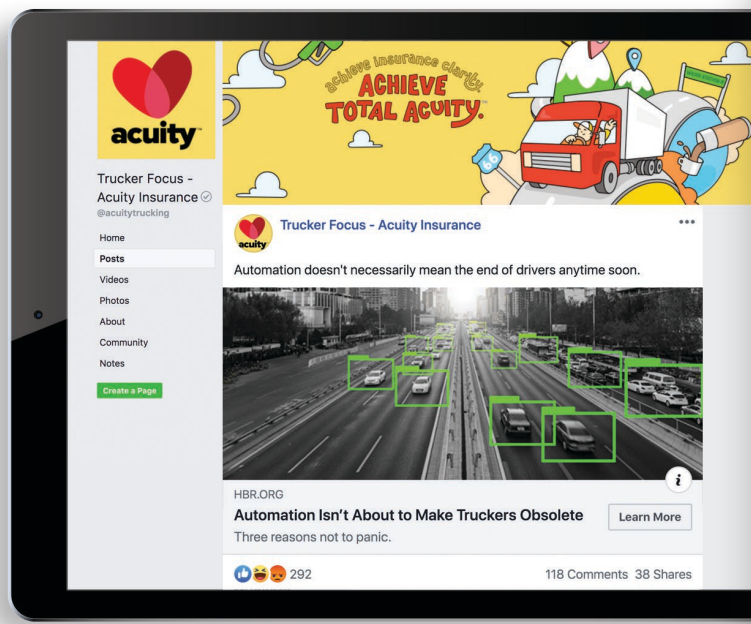 acuity
Trucker Focus -
Acuity Insurance
@acuitytrucking
Home
Posts
Videos
Photos
About
Community
Notes
Create a Page
achieve insurance clarity.
ACHIEVE
TOTAL ACUITY.
66
acuity
Trucker Focus - Acuity Insurance
Automation doesn't necessarily mean the end of drivers anytime soon.
i
HBR.ORG
Automation Isn't About to Make Truckers Obsolete
Learn More
Three reasons not to panic.
292
118 Comments 38 Shares